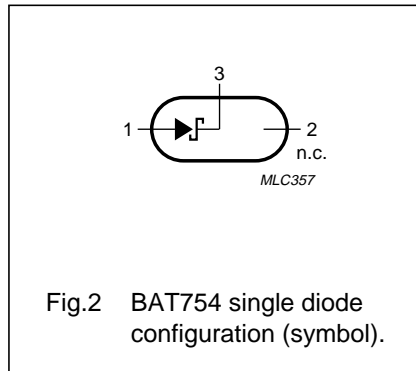 3
1
2
n.c.
MLC357
Fig.2 BAT754 single diode
configuration (symbol).